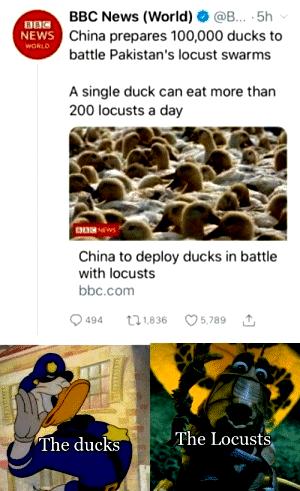 BBC
NEWS
WORLD
BBC News (World) @B... · 5h
China prepares 100,000 ducks to
battle Pakistan's locust swarms
A single duck can eat more than
200 locusts a day
BBC NEWS
China to deploy ducks in battle
with locusts
bbc.com
494 1,836 5,789
The ducks
The Locusts